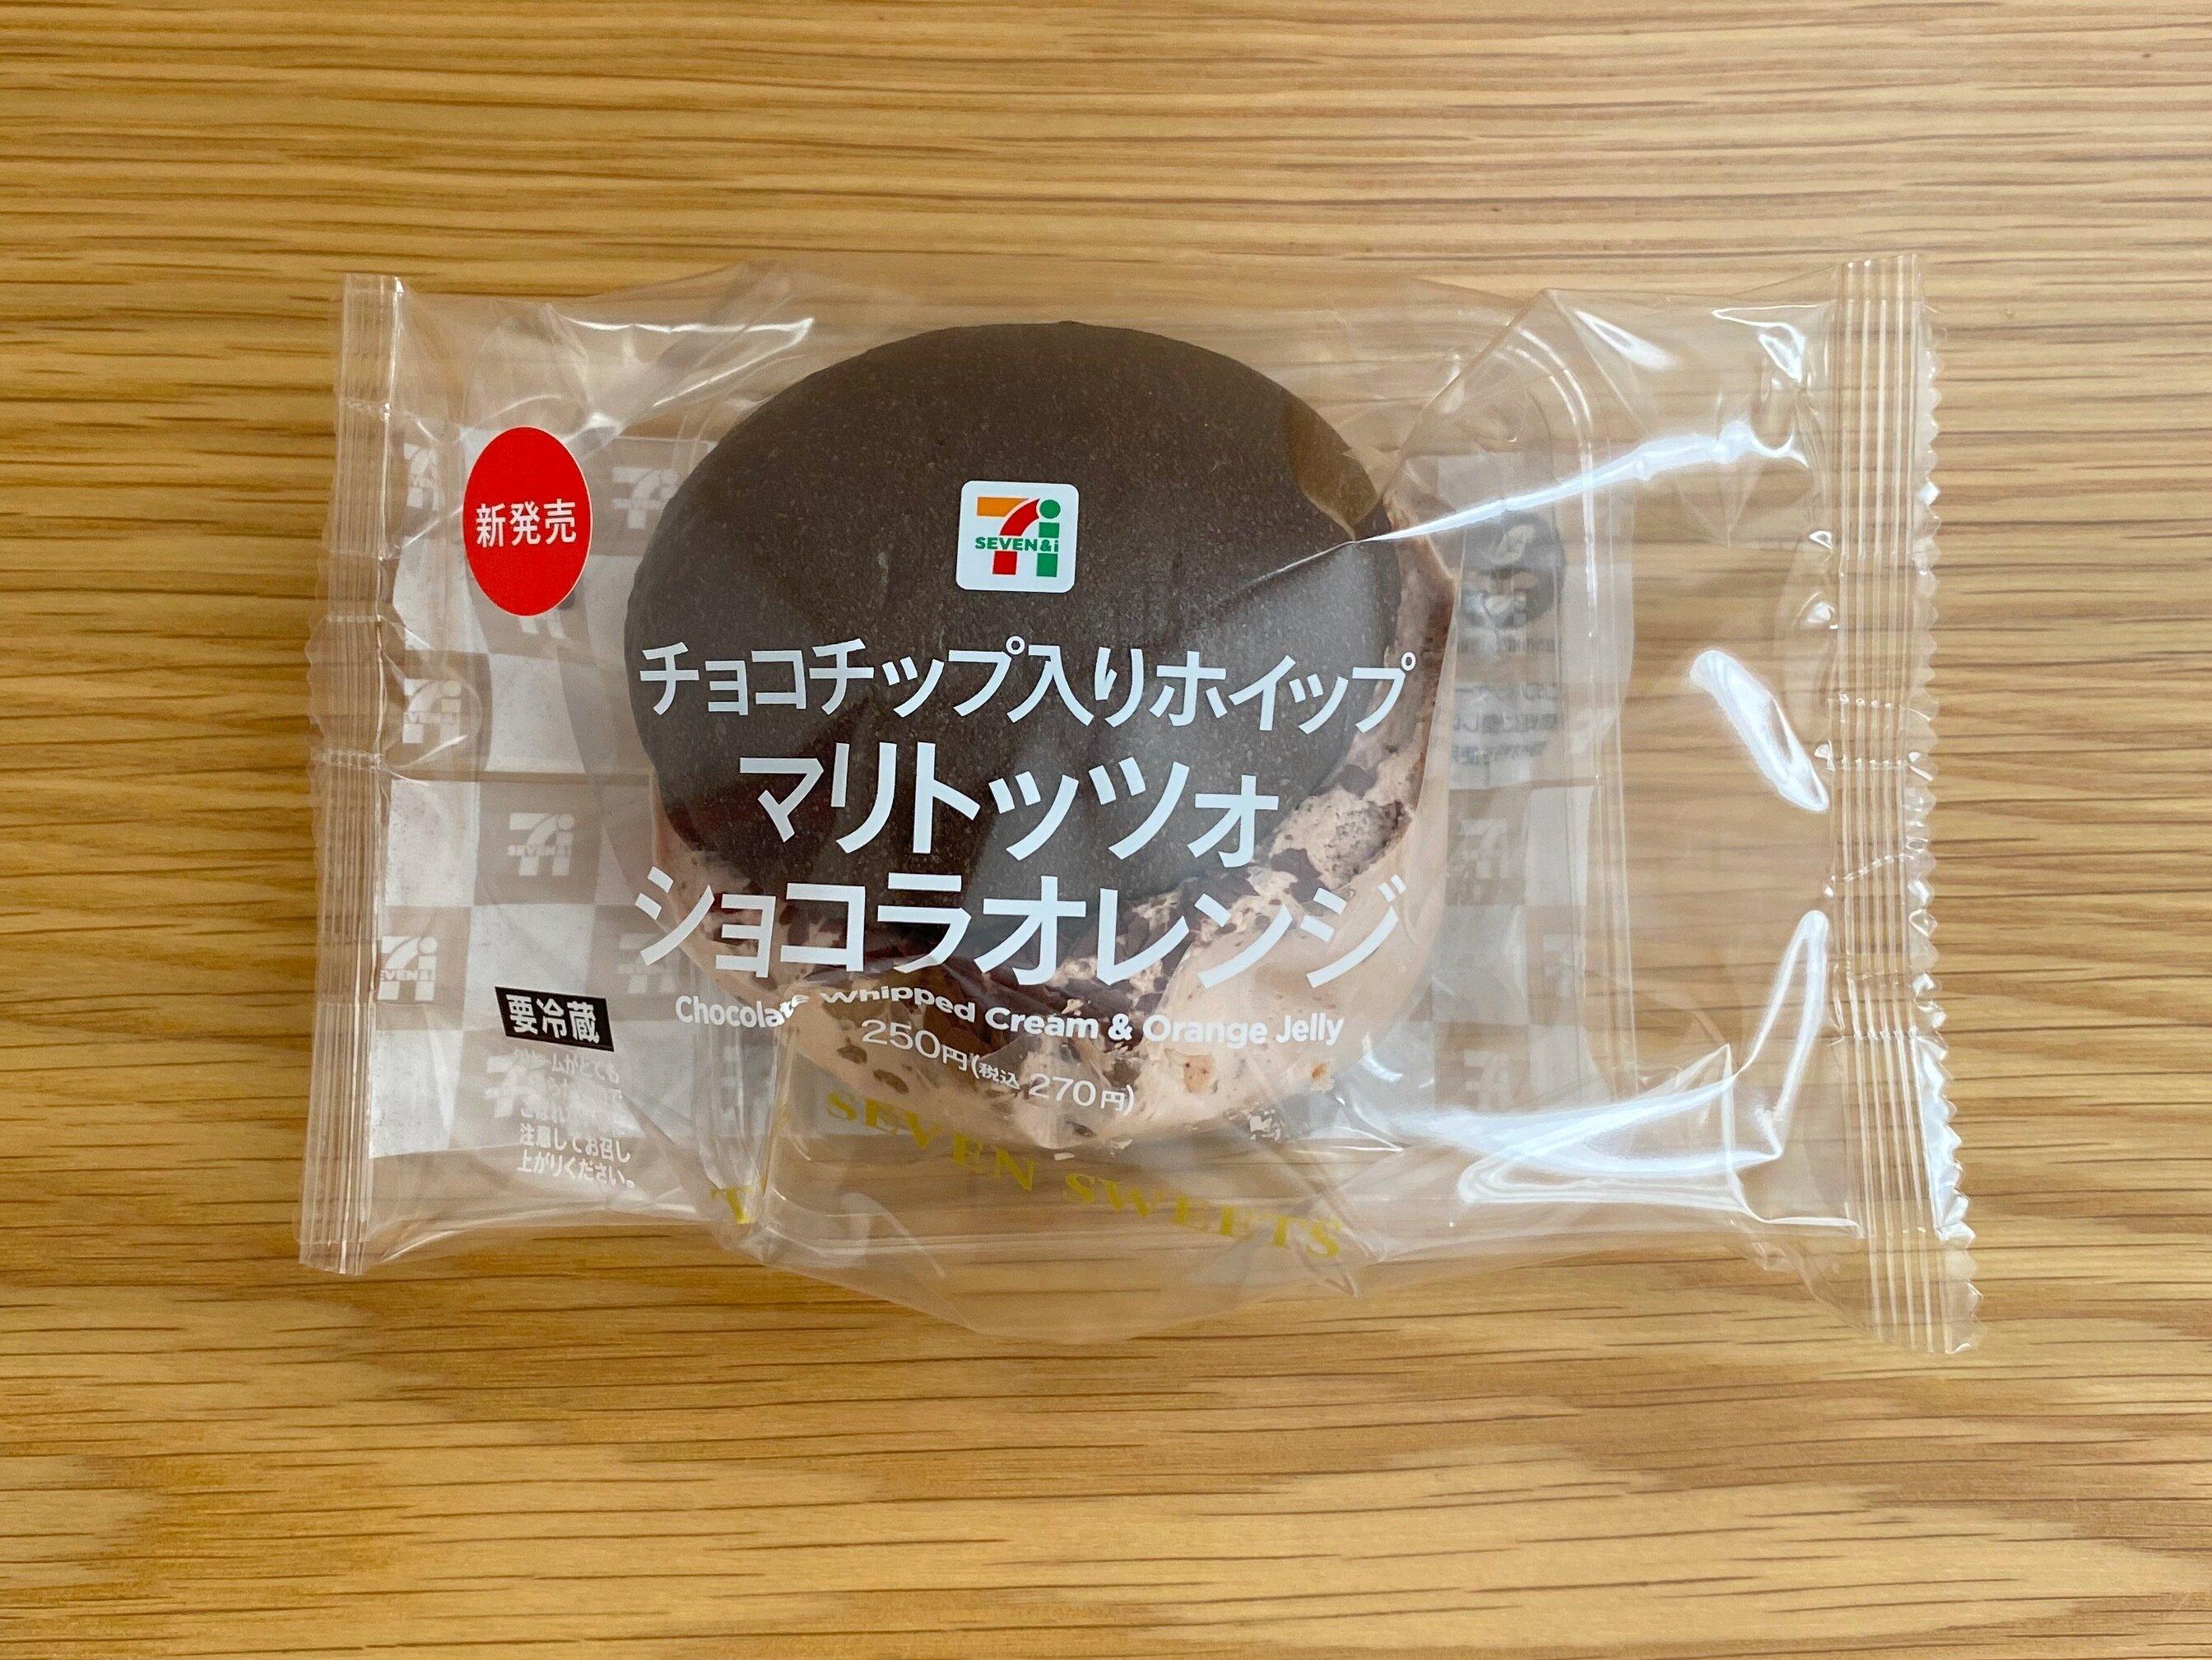 新発売
SEVEN&i
チョコチップ入りホイップ
マリトッツォ
ショコラオレンジ
Chocolate Whipped Cream & Orange Jelly
250円(税込 270円)
SEVEN SWEETS
要冷蔵
注意してお召し
上がりください。